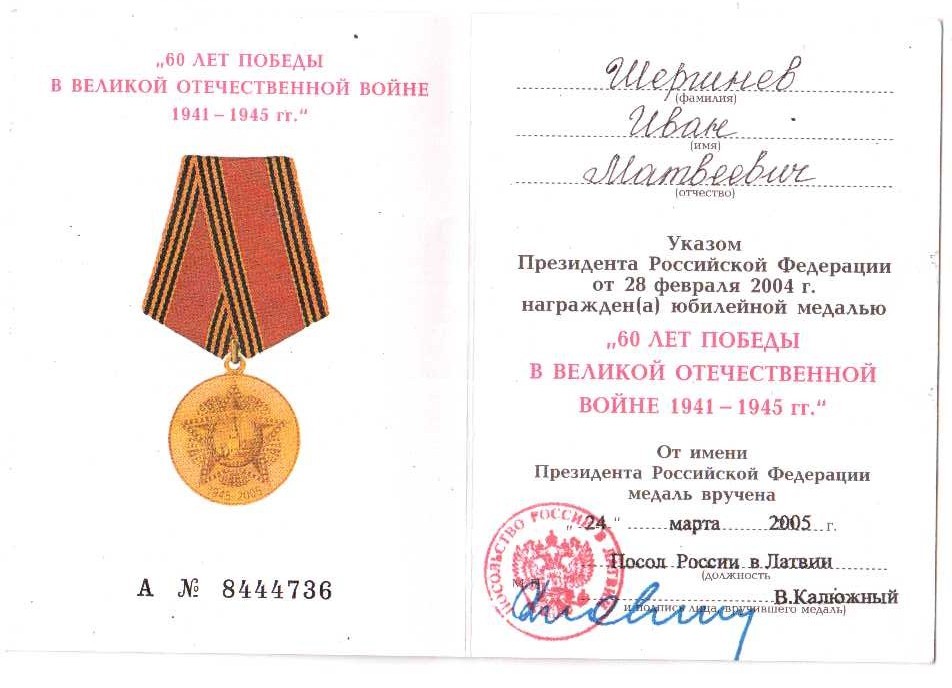 „60 ЛЕТ ПОБЕДЫ
В ВЕЛИКОЙ ОТЕЧЕСТВЕННОЙ ВОЙНЕ
1941 – 1945 гг.“
1945 2005
А № 8444736
Шершнев
(фамилия)
Иван
(имя)
Матвеевич
(отчество)
Указом
Президента Российской Федерации
от 28 февраля 2004 г.
награжден(а) юбилейной медалью
„60 ЛЕТ ПОБЕДЫ
В ВЕЛИКОЙ ОТЕЧЕСТВЕННОЙ
ВОЙНЕ 1941 – 1945 гг.“
От имени
Президента Российской Федерации
медаль вручена
„ 24 “ марта 2005 г.
Посол России в Латвии
(должность
В.Калюжный
и подпись лица, вручившего медаль)
ПОСОЛЬСТВО РОССИИ В ЛАТВИИ